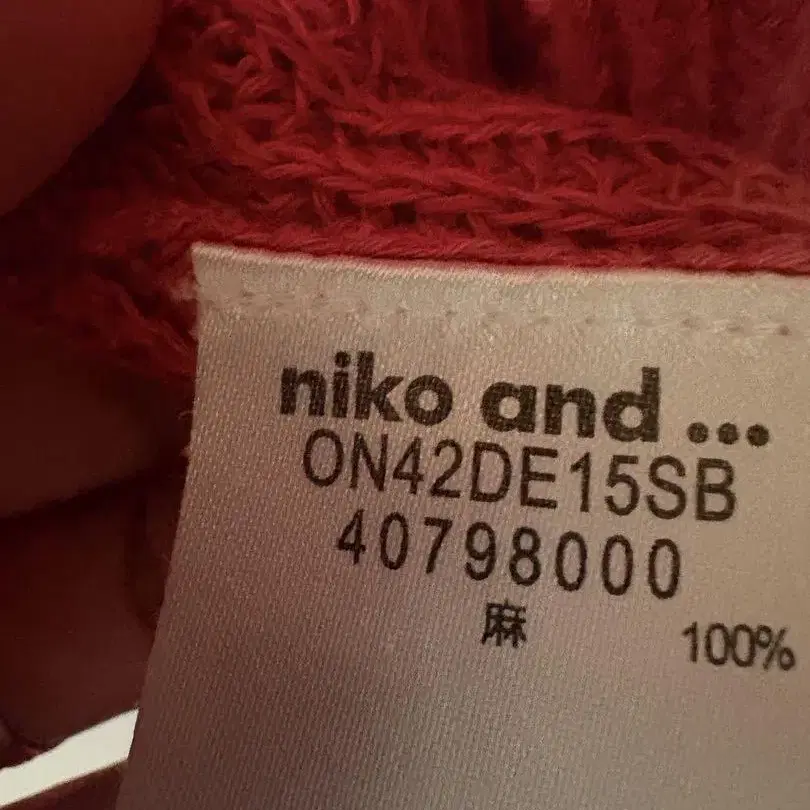 niko and ...
ON42DE15SB
40798000
麻 100%